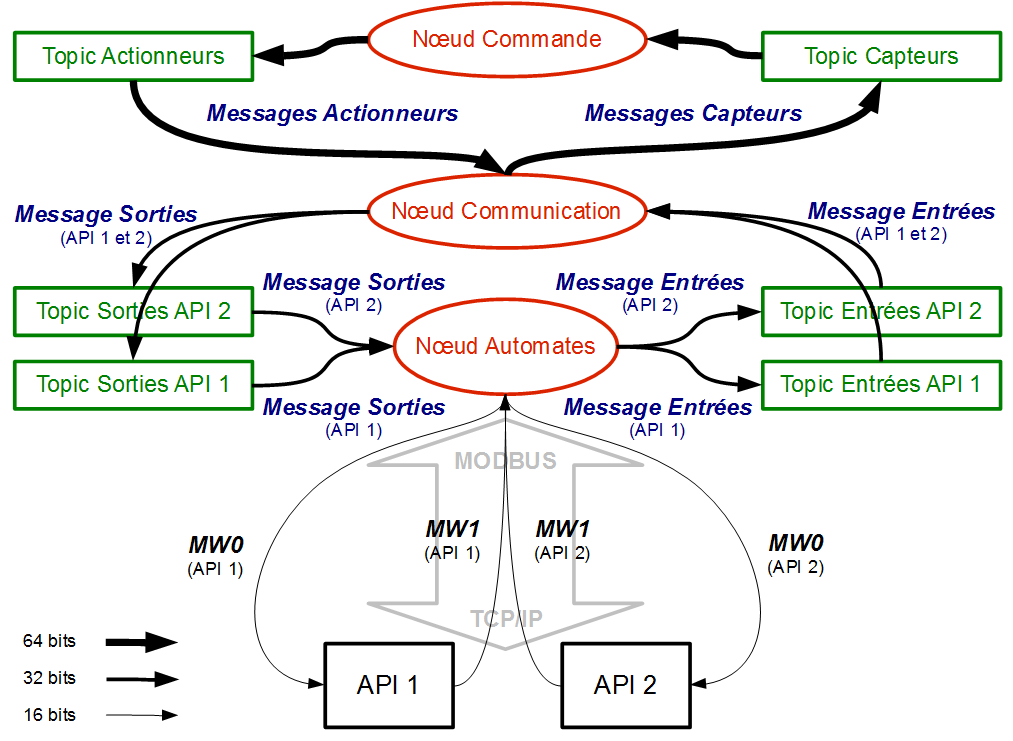 Nœud Commande
Topic Actionneurs
Topic Capteurs
Messages Actionneurs
Messages Capteurs
Nœud Communication
Message Sorties
(API 1 et 2)
Message Entrées
(API 1 et 2)
Message Sorties
(API 2)
Message Entrées
(API 2)
Topic Sorties API 2
Topic Entrées API 2
Nœud Automates
Topic Sorties API 1
Topic Entrées API 1
Message Sorties
(API 1)
Message Entrées
(API 1)
MODBUS
MW0
(API 1)
MW1
(API 1)
MW1
(API 2)
MW0
(API 2)
TCP/IP
API 1
API 2
64 bits
32 bits
16 bits